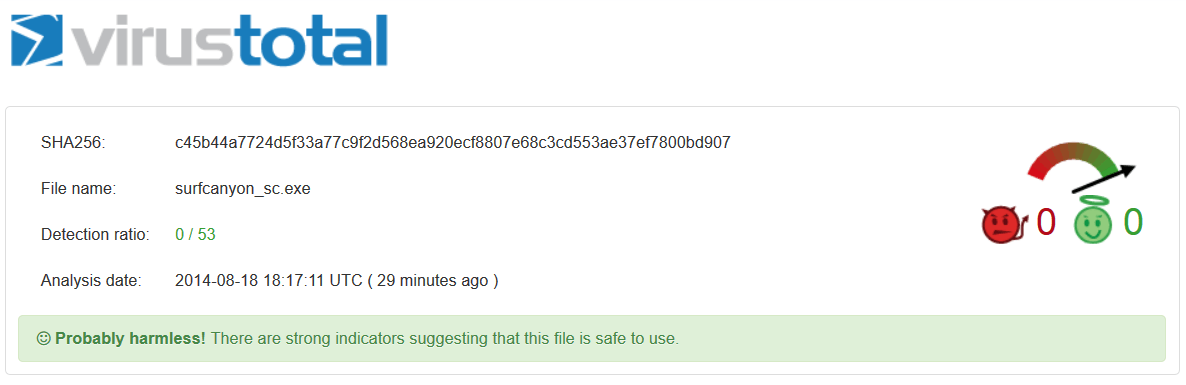 virustotal
SHA256: c45b44a7724d5f33a77c9f2d568ea920ecf8807e68c3cd553ae37ef7800bd907
File name: surfcanyon_sc.exe
0 0
Detection ratio: 0 / 53
Analysis date: 2014-08-18 18:17:11 UTC ( 29 minutes ago )
Probably harmless! There are strong indicators suggesting that this file is safe to use.